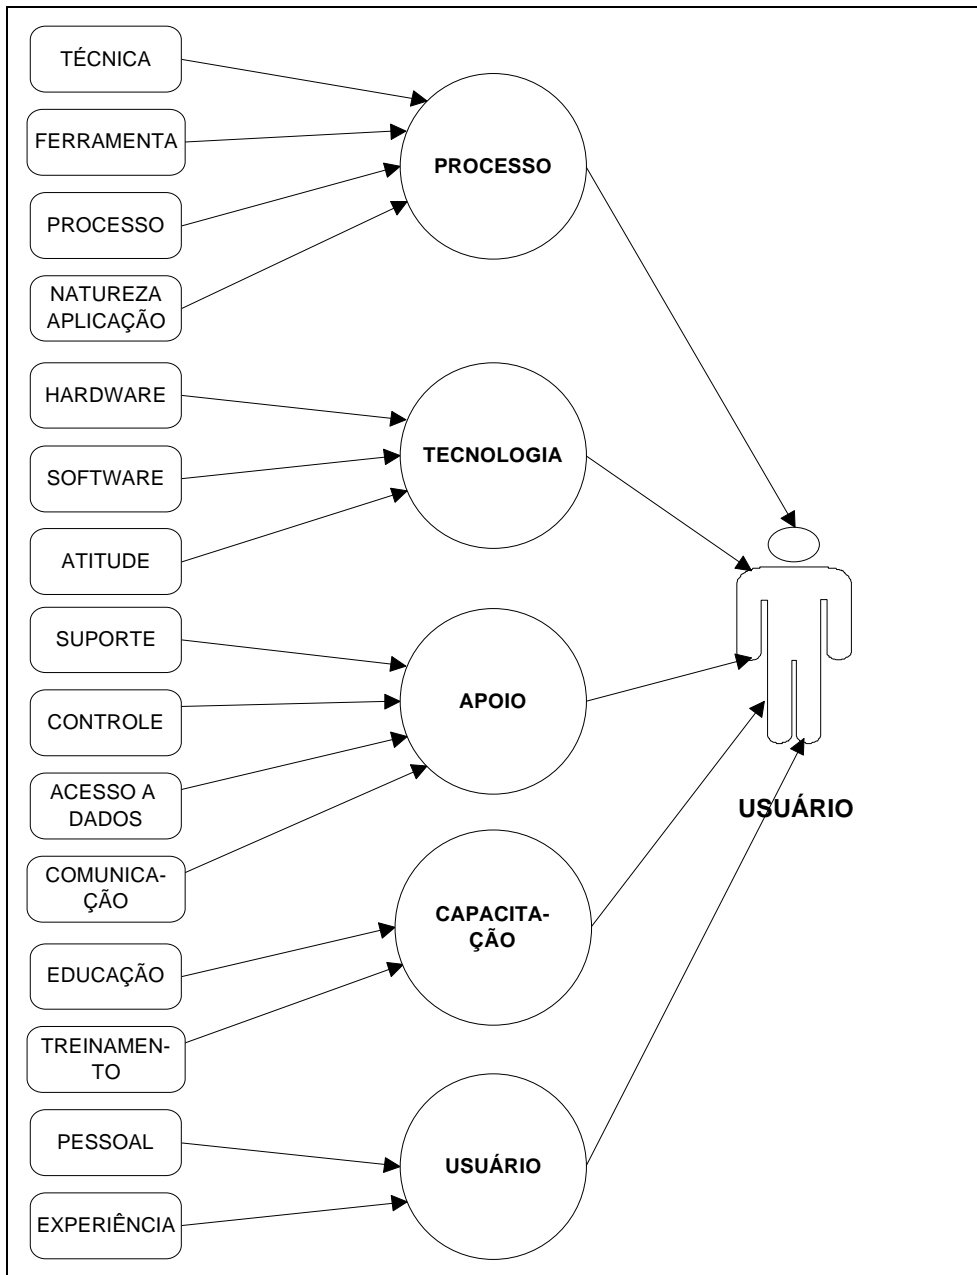 TÉCNICA
FERRAMENTA
PROCESSO
NATUREZA
APLICAÇÃO
PROCESSO
HARDWARE
SOFTWARE
ATITUDE
TECNOLOGIA
SUPORTE
CONTROLE
ACESSO A
DADOS
COMUNICA-
ÇÃO
APOIO
EDUCAÇÃO
TREINAMEN-
TO
CAPACITA-
ÇÃO
PESSOAL
EXPERIÊNCIA
USUÁRIO
USUÁRIO